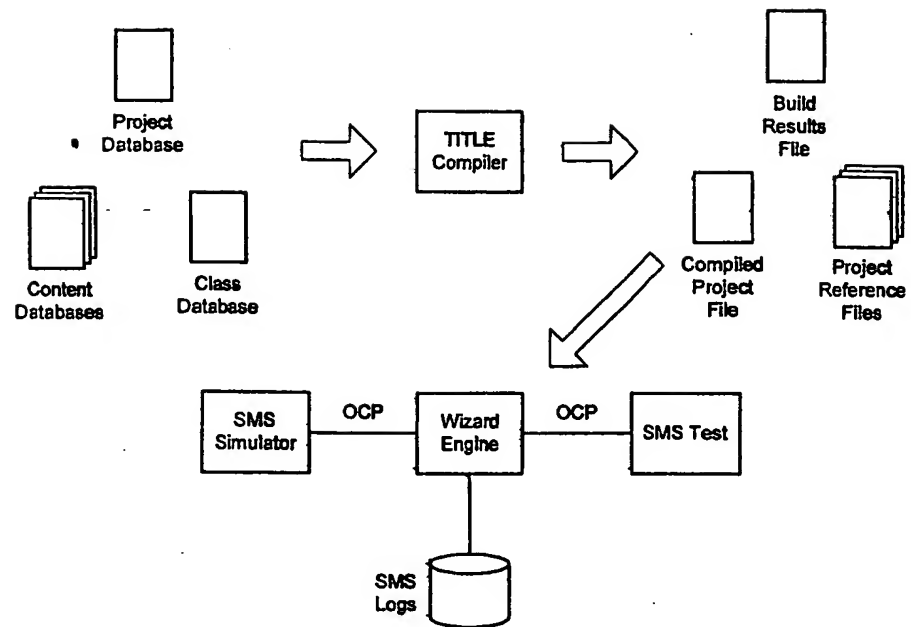 Project
Database
Content
Databases
Class
Database
TITLE
Compiler
Build
Results
File
Compiled
Project
File
Project
Reference
Files
SMS
Simulator
OCP
Wizard
Engine
OCP
SMS Test
SMS
Logs